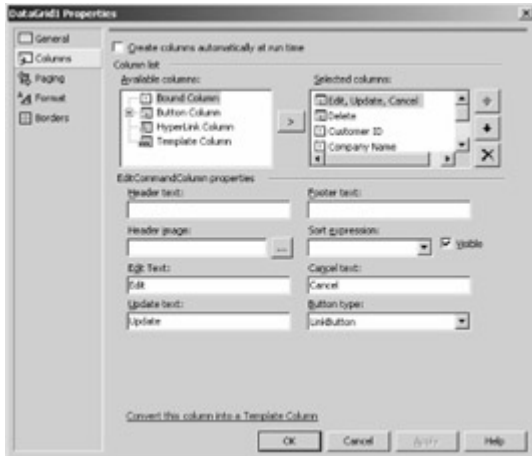 DataGrid1 Properties
General
Columns
Paging
Format
Borders
Create columns automatically at run time
Column list
Available columns:
Selected columns:
Bound Column
Button Column
HyperLink Column
Template Column
>
Edit, Update, Cancel
Delete
Customer ID
Company Name
EditCommandColumn properties
Header text:
Footer text:
Header image:
Sort expression:
...
Visible
Edit Text:
Cancel text:
Edit
Cancel
Update text:
Button type:
Update
LinkButton
Convert this column into a Template Column
OK
Cancel
Apply
Help